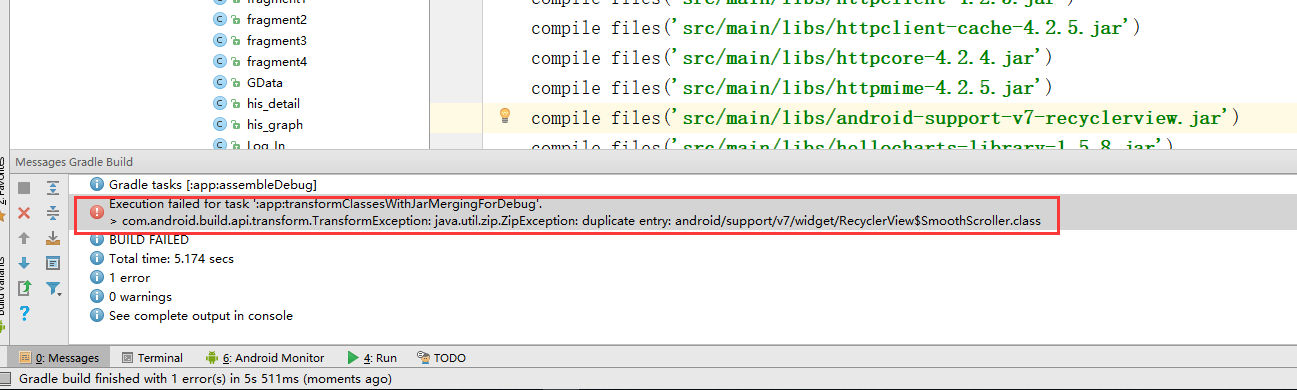 fragment1
fragment2
fragment3
fragment4
GData
his_detail
his_graph
Log_In
compile files('src/main/libs/httpclient-4.2.5.jar')
compile files('src/main/libs/httpclient-cache-4.2.5.jar')
compile files('src/main/libs/httpcore-4.2.4.jar')
compile files('src/main/libs/httpmime-4.2.5.jar')
compile files('src/main/libs/android-support-v7-recyclerview.jar')
compile files('src/main/libs/hellocharts-library-1.5.8.jar')
2: Favorites
Build Variants
Messages Gradle Build
Gradle tasks [:app:assembleDebug]
Execution failed for task ':app:transformClassesWithJarMergingForDebug'.
> com.android.build.api.transform.TransformException: java.util.zip.ZipException: duplicate entry: android/support/v7/widget/RecyclerView$SmoothScroller.class
BUILD FAILED
Total time: 5.174 secs
1 error
0 warnings
See complete output in console
0: Messages
Terminal
6: Android Monitor
4: Run
TODO
Gradle build finished with 1 error(s) in 5s 511ms (moments ago)